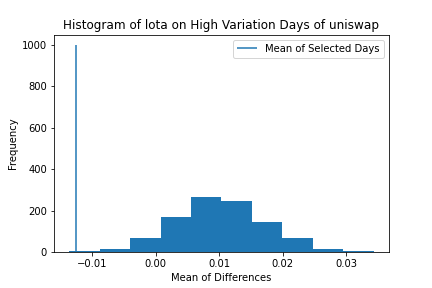 Histogram of lota on High Variation Days of uniswap
Mean of Selected Days
1000
800
600
400
200
0
Frequency
−0.01 0.00 0.01 0.02 0.03
Mean of Differences